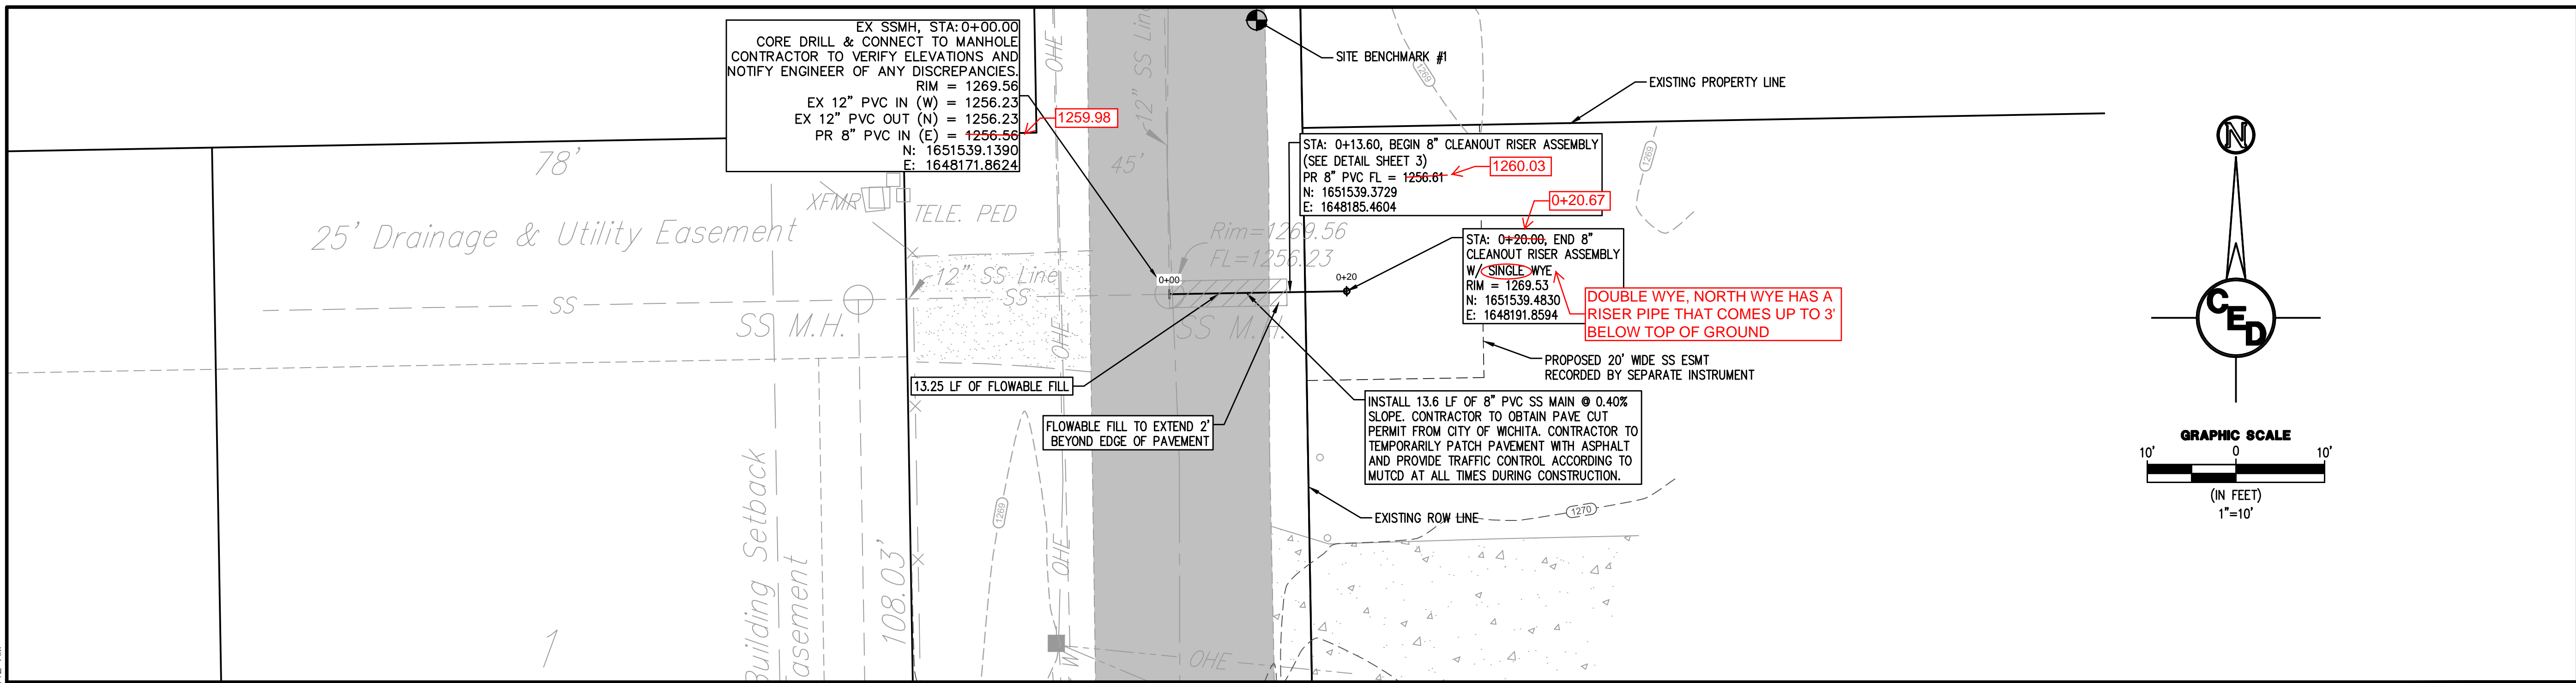 EX SSMH, STA: 0+00.00
CORE DRILL & CONNECT TO MANHOLE
CONTRACTOR TO VERIFY ELEVATIONS AND
NOTIFY ENGINEER OF ANY DISCREPANCIES.
RIM = 1269.56
EX 12" PVC IN (W) = 1256.23
EX 12" PVC OUT (N) = 1256.23
PR 8" PVC IN (E) = 1256.56
N: 1651539.1390
E: 1648171.8624
1259.98
OHE
12" SS Line
SITE BENCHMARK #1
1269
EXISTING PROPERTY LINE
STA: 0+13.60, BEGIN 8" CLEANOUT RISER ASSEMBLY
(SEE DETAIL SHEET 3)
PR 8" PVC FL = 1256.61
N: 1651539.3729
E: 1648185.4604
1260.03
1269
0+20.67
STA: 0+20.00, END 8"
CLEANOUT RISER ASSEMBLY
W/ SINGLE WYE
RIM = 1269.53
N: 1651539.4830
E: 1648191.8594
DOUBLE WYE, NORTH WYE HAS A
RISER PIPE THAT COMES UP TO 3'
BELOW TOP OF GROUND
78'
45'
XFMR
TELE. PED
25' Drainage & Utility Easement
Rim=1269.56
FL=1256.23
12" SS Line
0+00
0+20
SS
SS
SS M.H.
SS M.H.
OHE
PROPOSED 20' WIDE SS ESMT
RECORDED BY SEPARATE INSTRUMENT
13.25 LF OF FLOWABLE FILL
FLOWABLE FILL TO EXTEND 2'
BEYOND EDGE OF PAVEMENT
INSTALL 13.6 LF OF 8" PVC SS MAIN @ 0.40%
SLOPE. CONTRACTOR TO OBTAIN PAVE CUT
PERMIT FROM CITY OF WICHITA. CONTRACTOR TO
TEMPORARILY PATCH PAVEMENT WITH ASPHALT
AND PROVIDE TRAFFIC CONTROL ACCORDING TO
MUTCD AT ALL TIMES DURING CONSTRUCTION.
EXISTING ROW LINE
1270
1269
Building Setback
Easement
108.03'
1
OHE
W
OHE
N
CED
GRAPHIC SCALE
10' 0 10'
(IN FEET)
1"=10'